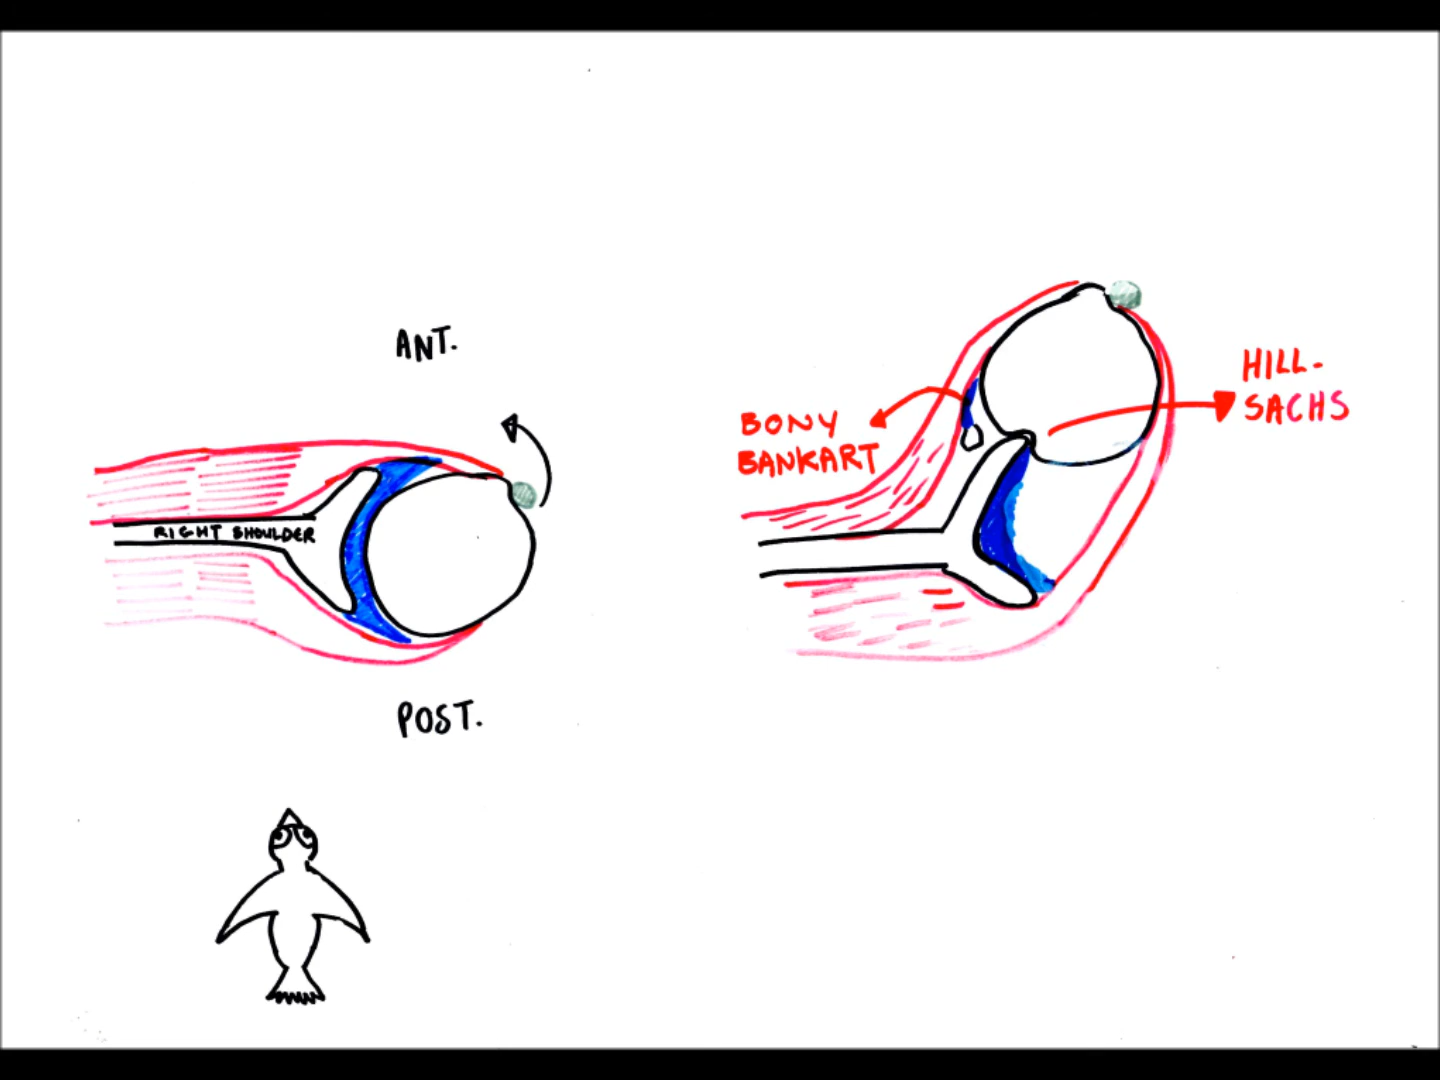 ANT.
RIGHT SHOULDER
POST.
BONY
BANKART
HILL-
SACHS